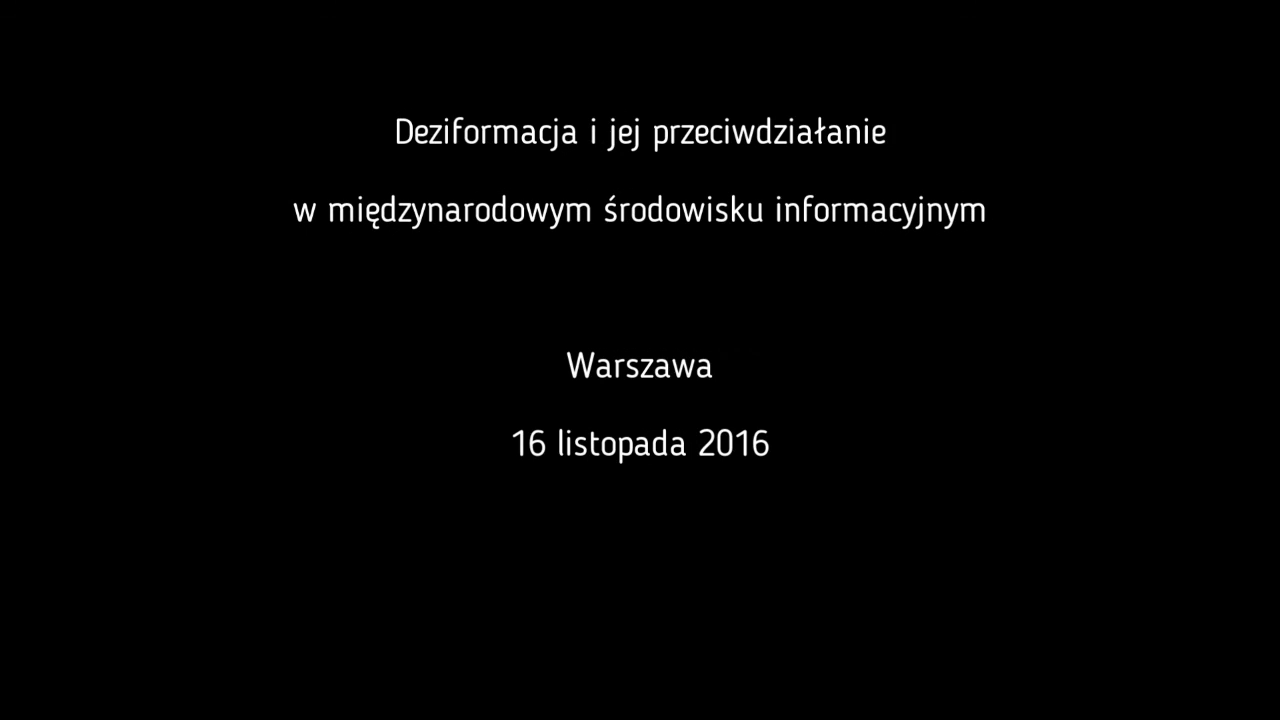 Deziformacja i jej przeciwdziałanie
w międzynarodowym środowisku informacyjnym
Warszawa
16 listopada 2016